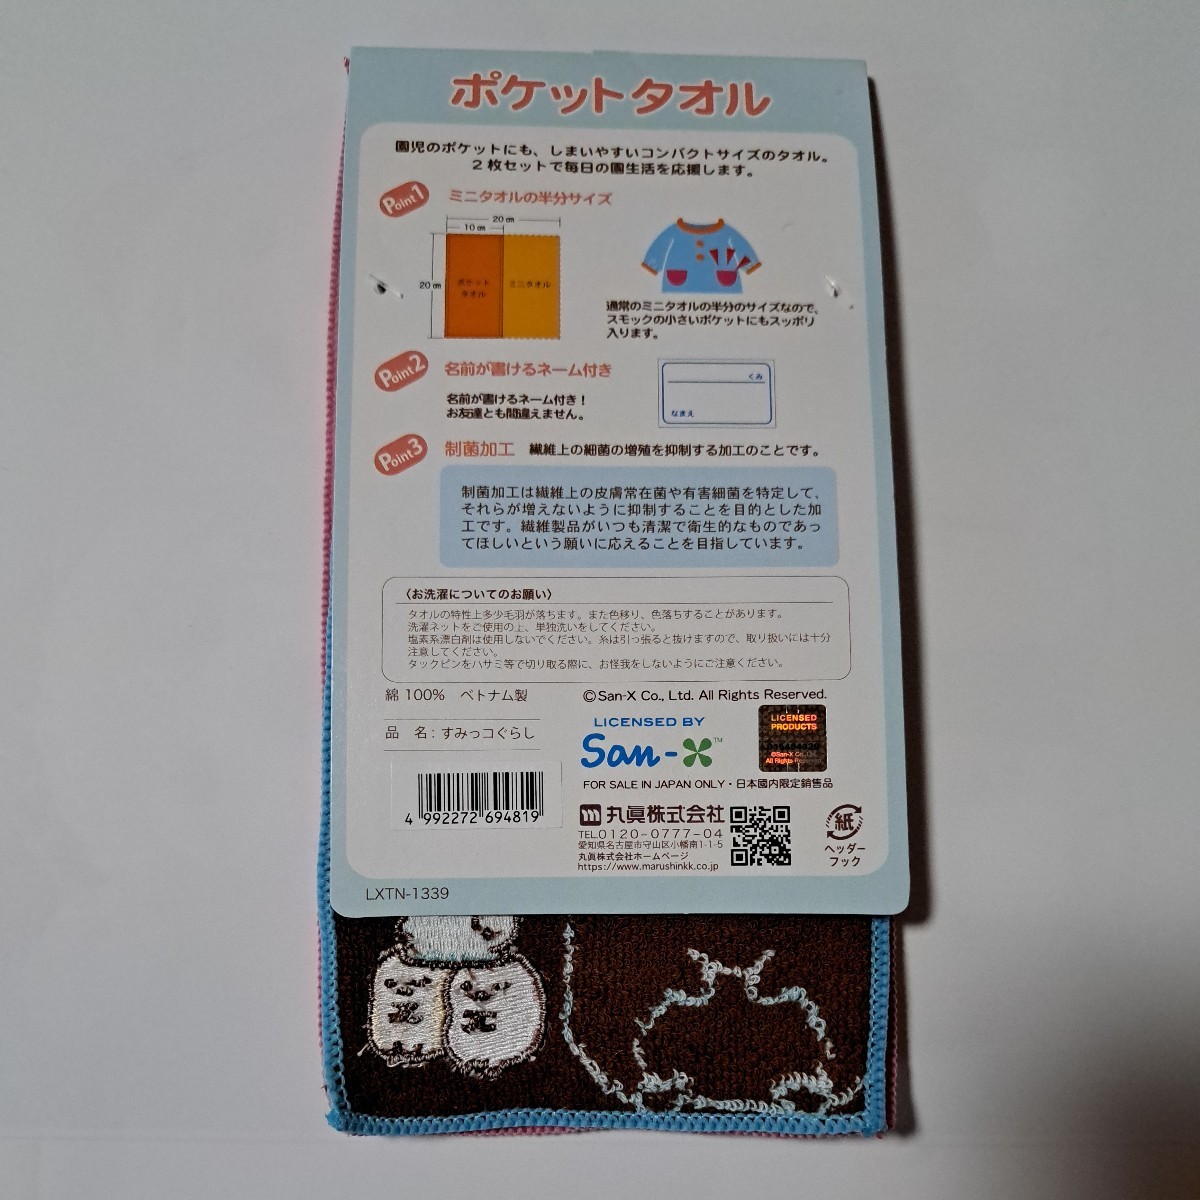 ポケットタオル
園児のポケットにも、しまいやすいコンパクトサイズのタオル。
2枚セットで毎日の園生活を応援します。
Point1 ミニタオルの半分サイズ
20㎝
10㎝
20㎝
ポケット
タオル
ミニタオル
通常のミニタオルの半分のサイズなので、
スモックの小さいポケットにもスッポリ
入ります。
Point2 名前が書けるネーム付き
名前が書けるネーム付き!
お友達とも間違えません。
くみ
なまえ
Point3 制菌加工 繊維上の細菌の増殖を抑制する加工のことです。
制菌加工は繊維上の皮膚常在菌や有害細菌を特定して、
それらが増えないように抑制することを目的とした加
工です。繊維製品がいつも清潔で衛生的なものであっ
てほしいという願いに応えることを目指しています。
〈お洗濯についてのお願い〉
タオルの特性上多少毛羽が落ちます。また色移り、色落ちすることがあります。
洗濯ネットをご使用の上、単独洗いをしてください。
塩素系漂白剤は使用しないでください。糸は引っ張ると抜けますので、取り扱いには十分
注意してください。
タックピンをハサミ等で切り取る際に、お怪我をしないようにご注意ください。
綿 100% ベトナム製
品 名:すみっコぐらし
4 992272 694819
©San-X Co., Ltd. All Rights Reserved.
LICENSED BY
San-X™
LICENSED
PRODUCTS
©San-X Co., Ltd.
All Rights Reserved.
FOR SALE IN JAPAN ONLY・日本國内限定銷售品
丸眞株式会社
TEL.0120-0777-04
愛知県名古屋市守山区小幡南1-1-5
丸眞株式会社ホームページ
https://www.marushinkk.co.jp
紙
ヘッダー
フック
LXTN-1339